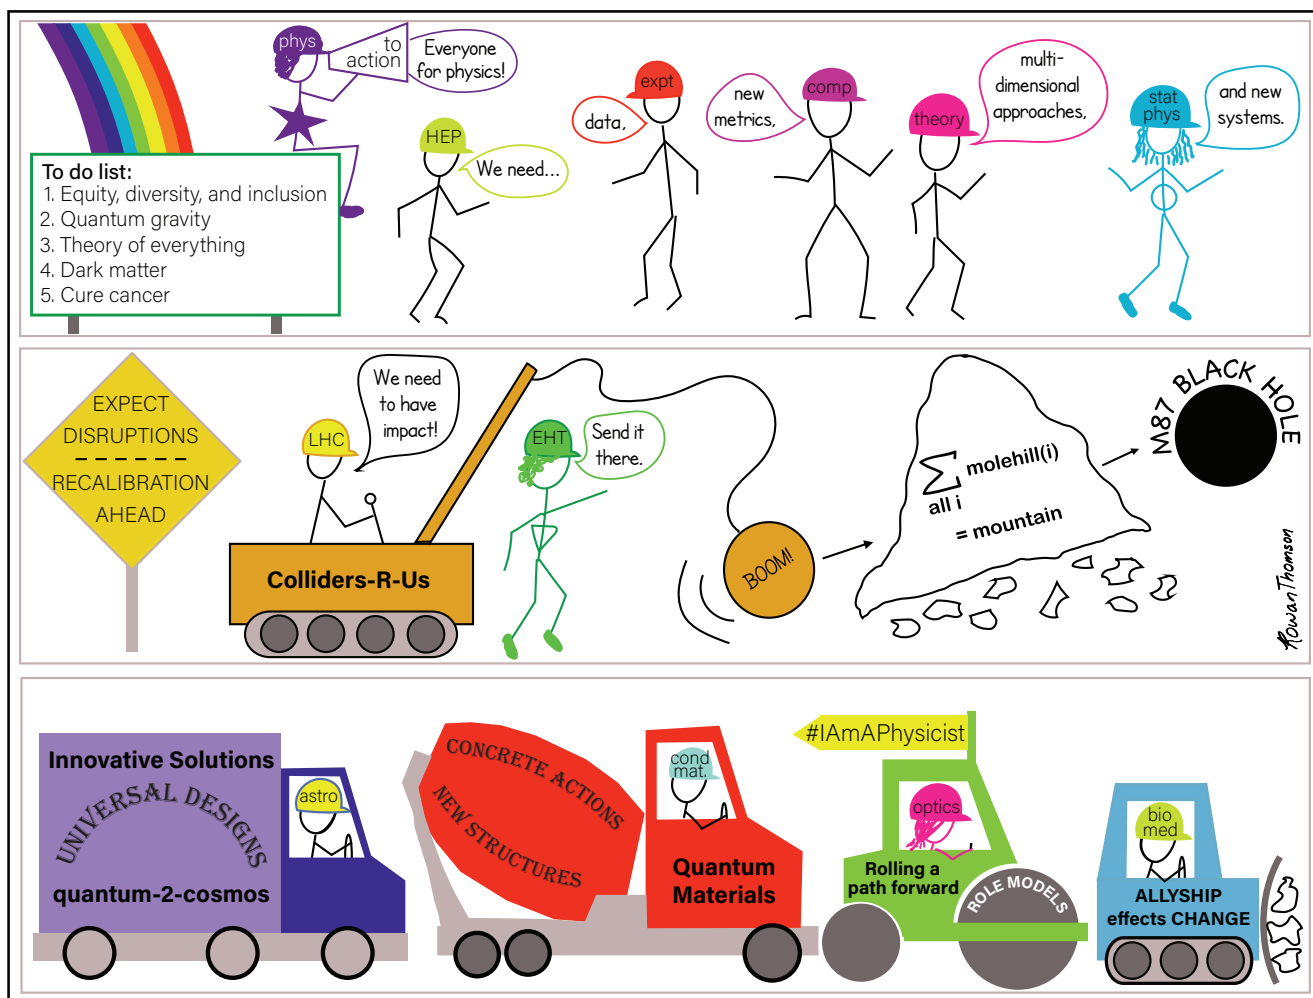 phys
to
action
Everyone
for physics!
HEP
We need...
expt
data,
comp
new
metrics,
theory
multi-
dimensional
approaches,
stat
phys
and new
systems.
To do list:
1. Equity, diversity, and inclusion
2. Quantum gravity
3. Theory of everything
4. Dark matter
5. Cure cancer
EXPECT
DISRUPTIONS
RECALIBRATION
AHEAD
LHC
We need
to have
impact!
Colliders-R-Us
EHT
Send it
there.
BOOM!
∑ molehill(i)
all i
= mountain
M87 BLACK HOLE
Rowan Thomson
Innovative Solutions
UNIVERSAL DESIGNS
quantum-2-cosmos
astro
CONCRETE ACTIONS
NEW STRUCTURES
cond
mat.
Quantum
Materials
#IAmAPhysicist
optics
Rolling a
path forward
ROLE MODELS
bio
med
ALLYSHIP
effects CHANGE